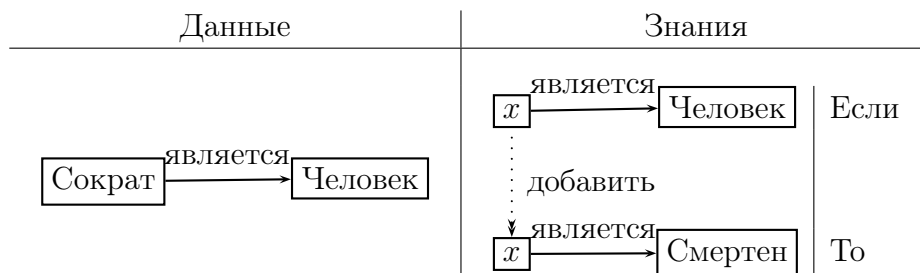 Данные
Знания
является
Сократ
Человек
является
x
Человек
Если
добавить
является
x
Смертен
То